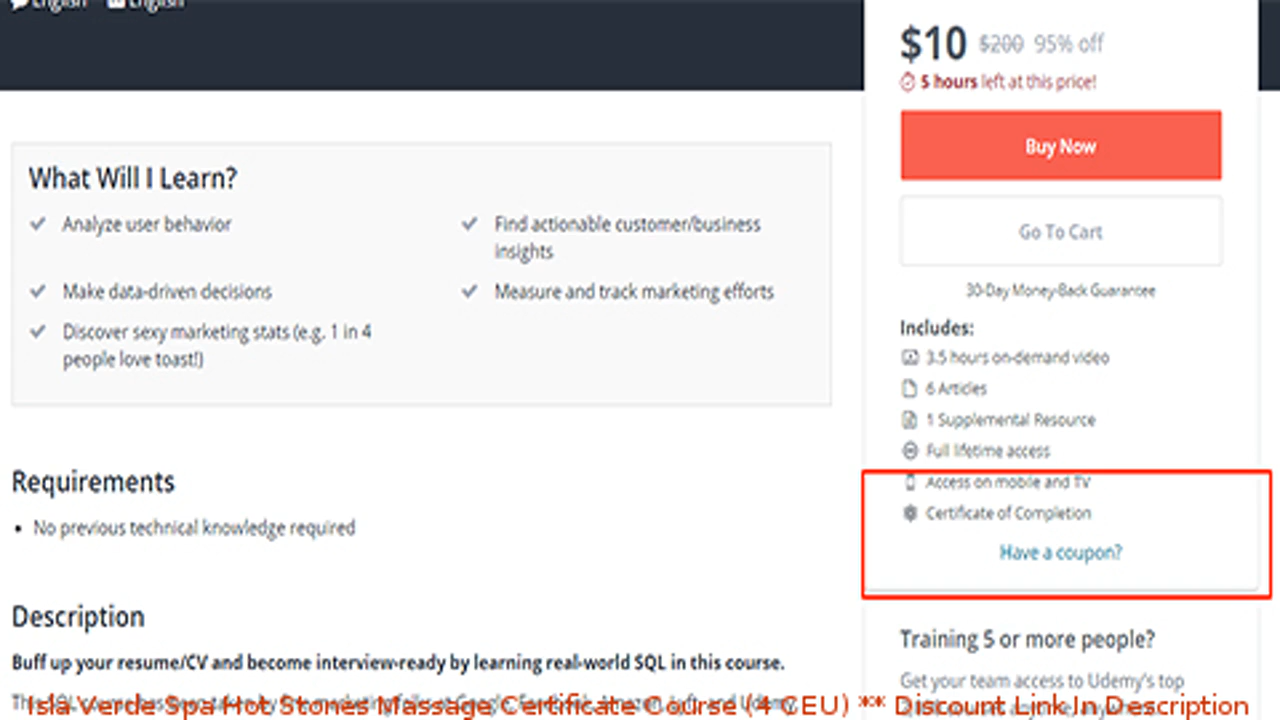 English English
$10 $200 95% off
5 hours left at this price!
Buy Now
Go To Cart
30-Day Money-Back Guarantee
Includes:
3.5 hours on-demand video
6 Articles
1 Supplemental Resource
Full lifetime access
Access on mobile and TV
Certificate of Completion
Have a coupon?
Training 5 or more people?
Get your team access to Udemy's top
What Will I Learn?
Analyze user behavior
Find actionable customer/business
insights
Make data-driven decisions
Measure and track marketing efforts
Discover sexy marketing stats (e.g. 1 in 4
people love toast!)
Requirements
• No previous technical knowledge required
Description
Buff up your resume/CV and become interview-ready by learning real-world SQL in this course.
Isla Verde Spa Hot Stones Massage Certificate Course (4 CEU) ** Discount Link In Description